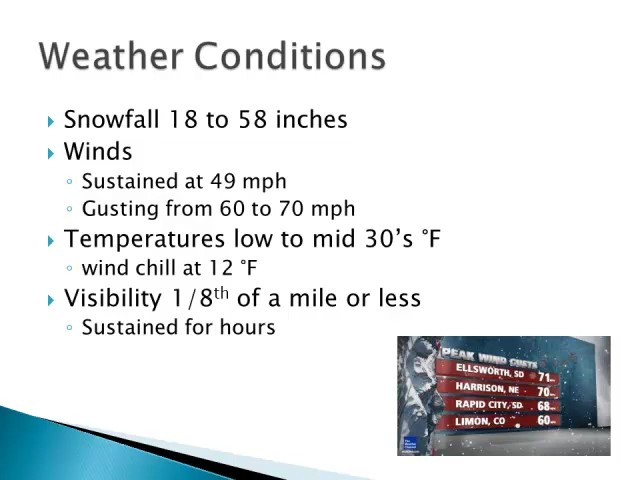 Weather Conditions
Snowfall 18 to 58 inches
Winds
Sustained at 49 mph
Gusting from 60 to 70 mph
Temperatures low to mid 30’s °F
wind chill at 12 °F
Visibility 1/8th of a mile or less
Sustained for hours
PEAK WIND GUSTS
ELLSWORTH, SD 71
HARRISON, NE 70
RAPID CITY, SD 68
LIMON, CO 60